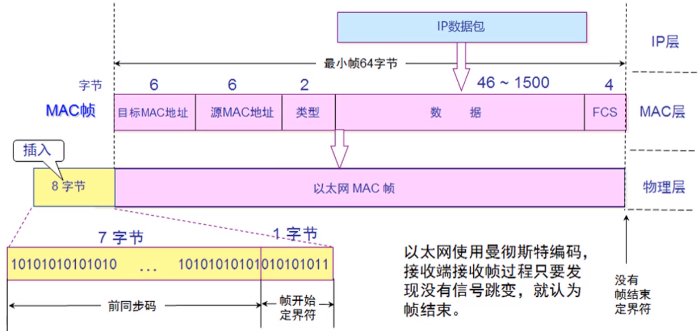 IP数据包
IP层
最小帧64字节
字节
6
6
2
46 ~ 1500
4
MAC帧
目标MAC地址
源MAC地址
类型
数 据
FCS
MAC层
插入
8 字节
以太网 MAC 帧
物理层
7 字节
1 字节
10101010101010 ... 10101010101010101011
前同步码
帧开始
定界符
以太网使用曼彻斯特编码，
接收端接收帧过程只要发
现没有信号跳变，就认为
帧结束。
没有
帧结束
定界符